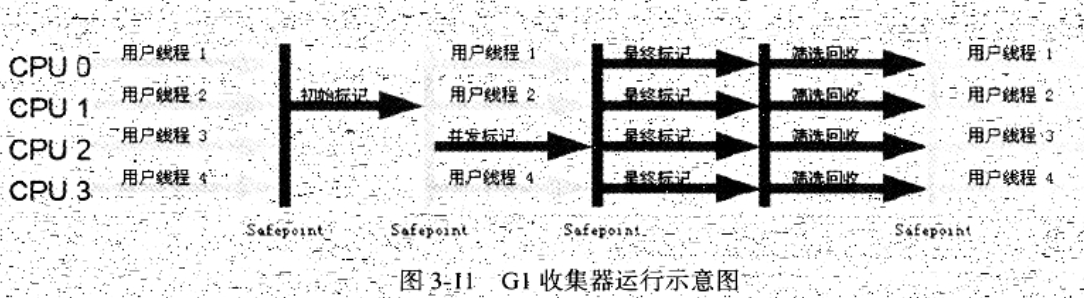 CPU 0 用户线程 1 用户线程 1 最终标记 筛选回收 用户线程 1
CPU 1 用户线程 2 初始标记 用户线程 2 最终标记 筛选回收 用户线程 2
CPU 2 用户线程 3 并发标记 最终标记 筛选回收 用户线程 3
CPU 3 用户线程 4 用户线程 4 最终标记 筛选回收 用户线程 4
Safepoint Safepoint Safepoint Safepoint
图 3-11 G1 收集器运行示意图